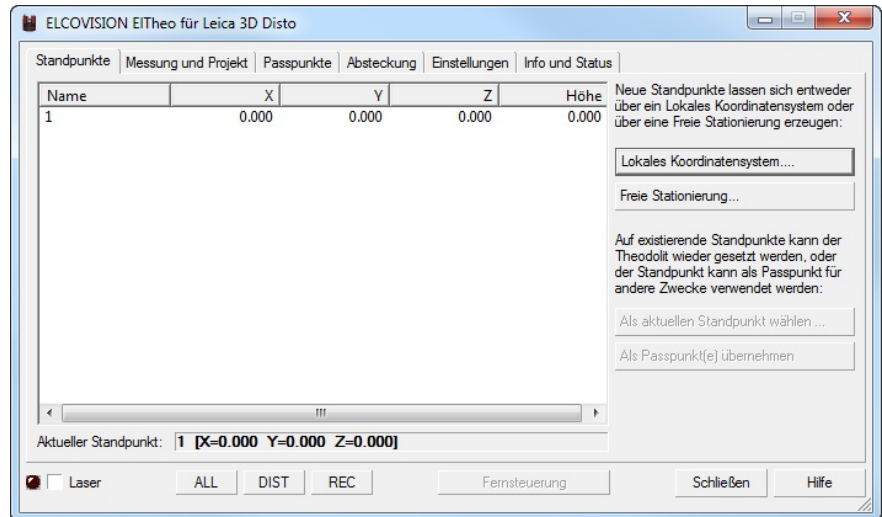 ELCOVISION ElTheo für Leica 3D Disto
Standpunkte Messung und Projekt Passpunkte Absteckung Einstellungen Info und Status
Name X Y Z Höhe
1 0.000 0.000 0.000 0.000
Neue Standpunkte lassen sich entweder
über ein Lokales Koordinatensystem oder
über eine Freie Stationierung erzeugen:
Lokales Koordinatensystem....
Freie Stationierung...
Auf existierende Standpunkte kann der
Theodolit wieder gesetzt werden, oder
der Standpunkt kann als Passpunkt für
andere Zwecke verwendet werden:
Als aktuellen Standpunkt wählen ...
Als Passpunkt(e) übernehmen
Aktueller Standpunkt: 1 [X=0.000 Y=0.000 Z=0.000]
Laser ALL DIST REC Fernsteuerung Schließen Hilfe